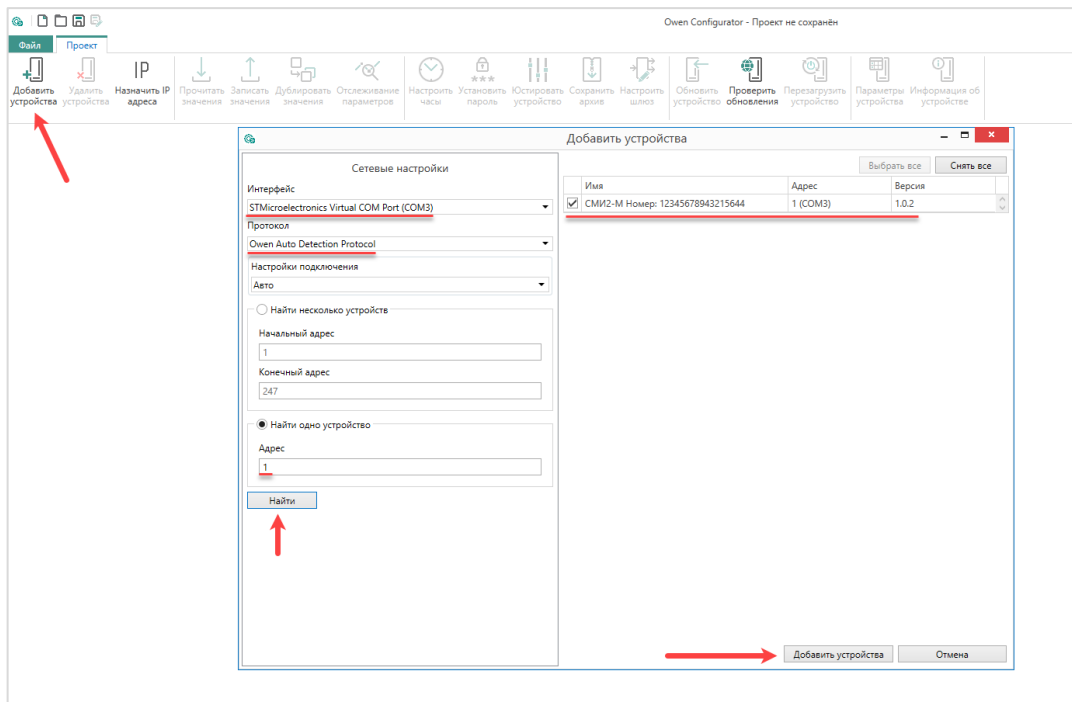 Owen Configurator - Проект не сохранён
Файл Проект
Добавить устройства
Удалить устройства
Назначить IP адреса
Прочитать значения
Записать значения
Дублировать значения
Отслеживание параметров
Настроить часы
Установить пароль
Юстировать устройство
Сохранить архив
Настроить шлюз
Обновить устройство
Проверить обновления
Перезагрузить устройство
Параметры устройства
Информация об устройстве
IP
Добавить устройства
Сетевые настройки
Интерфейс
STMicroelectronics Virtual COM Port (COM3)
Протокол
Owen Auto Detection Protocol
Настройки подключения
Авто
Найти несколько устройств
Начальный адрес
1
Конечный адрес
247
Найти одно устройство
Адрес
1
Найти
Выбрать все Снять все
Имя Адрес Версия
СМИ2-М Номер: 12345678943215644 1 (COM3) 1.0.2
Добавить устройства Отмена